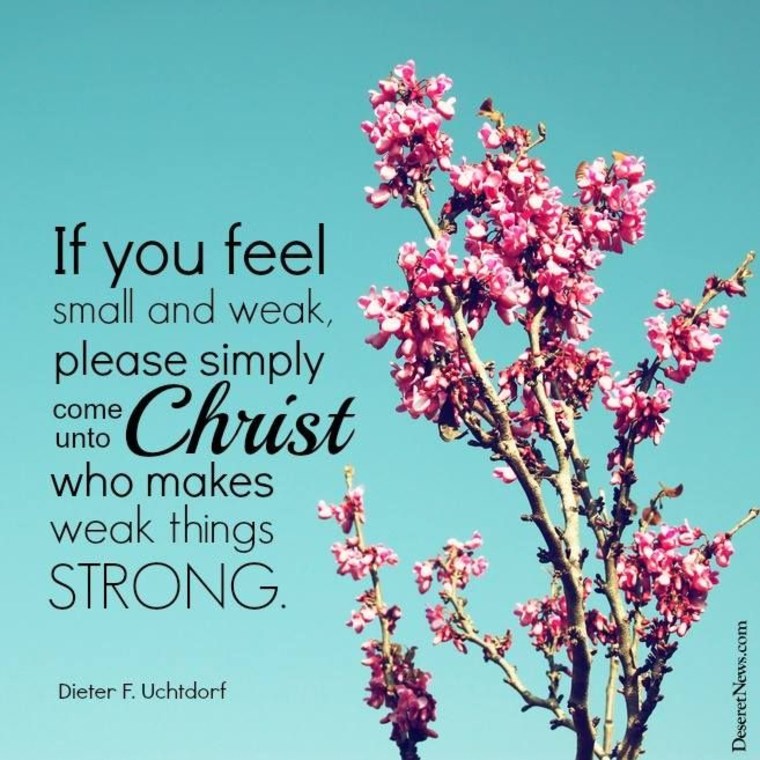 If you feel
small and weak,
please simply
come
unto Christ
who makes
weak things
STRONG.
Dieter F. Uchtdorf
DeseretNews.com